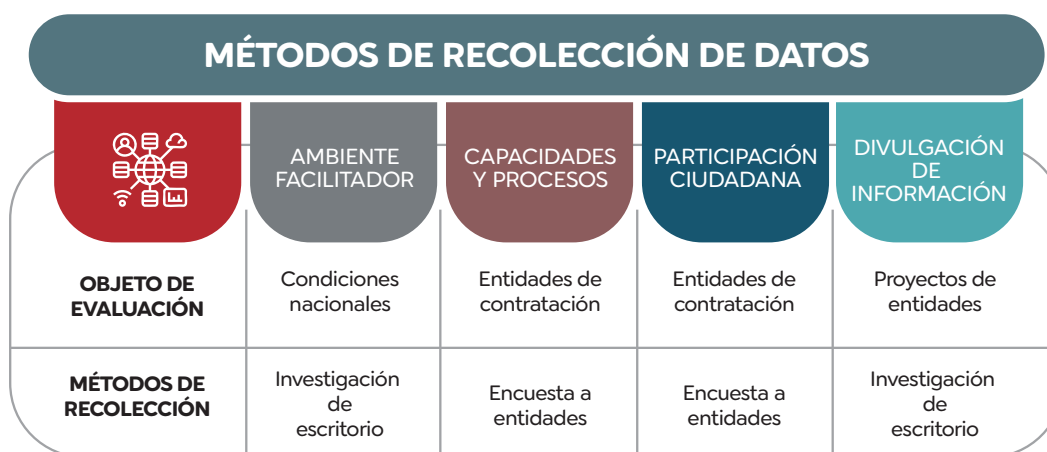 MÉTODOS DE RECOLECCIÓN DE DATOS
AMBIENTE
FACILITADOR
CAPACIDADES
Y PROCESOS
PARTICIPACIÓN
CIUDADANA
DIVULGACIÓN
DE
INFORMACIÓN
OBJETO DE
EVALUACIÓN
Condiciones
nacionales
Entidades de
contratación
Entidades de
contratación
Proyectos de
entidades
MÉTODOS DE
RECOLECCIÓN
Investigación
de
escritorio
Encuesta a
entidades
Encuesta a
entidades
Investigación
de
escritorio